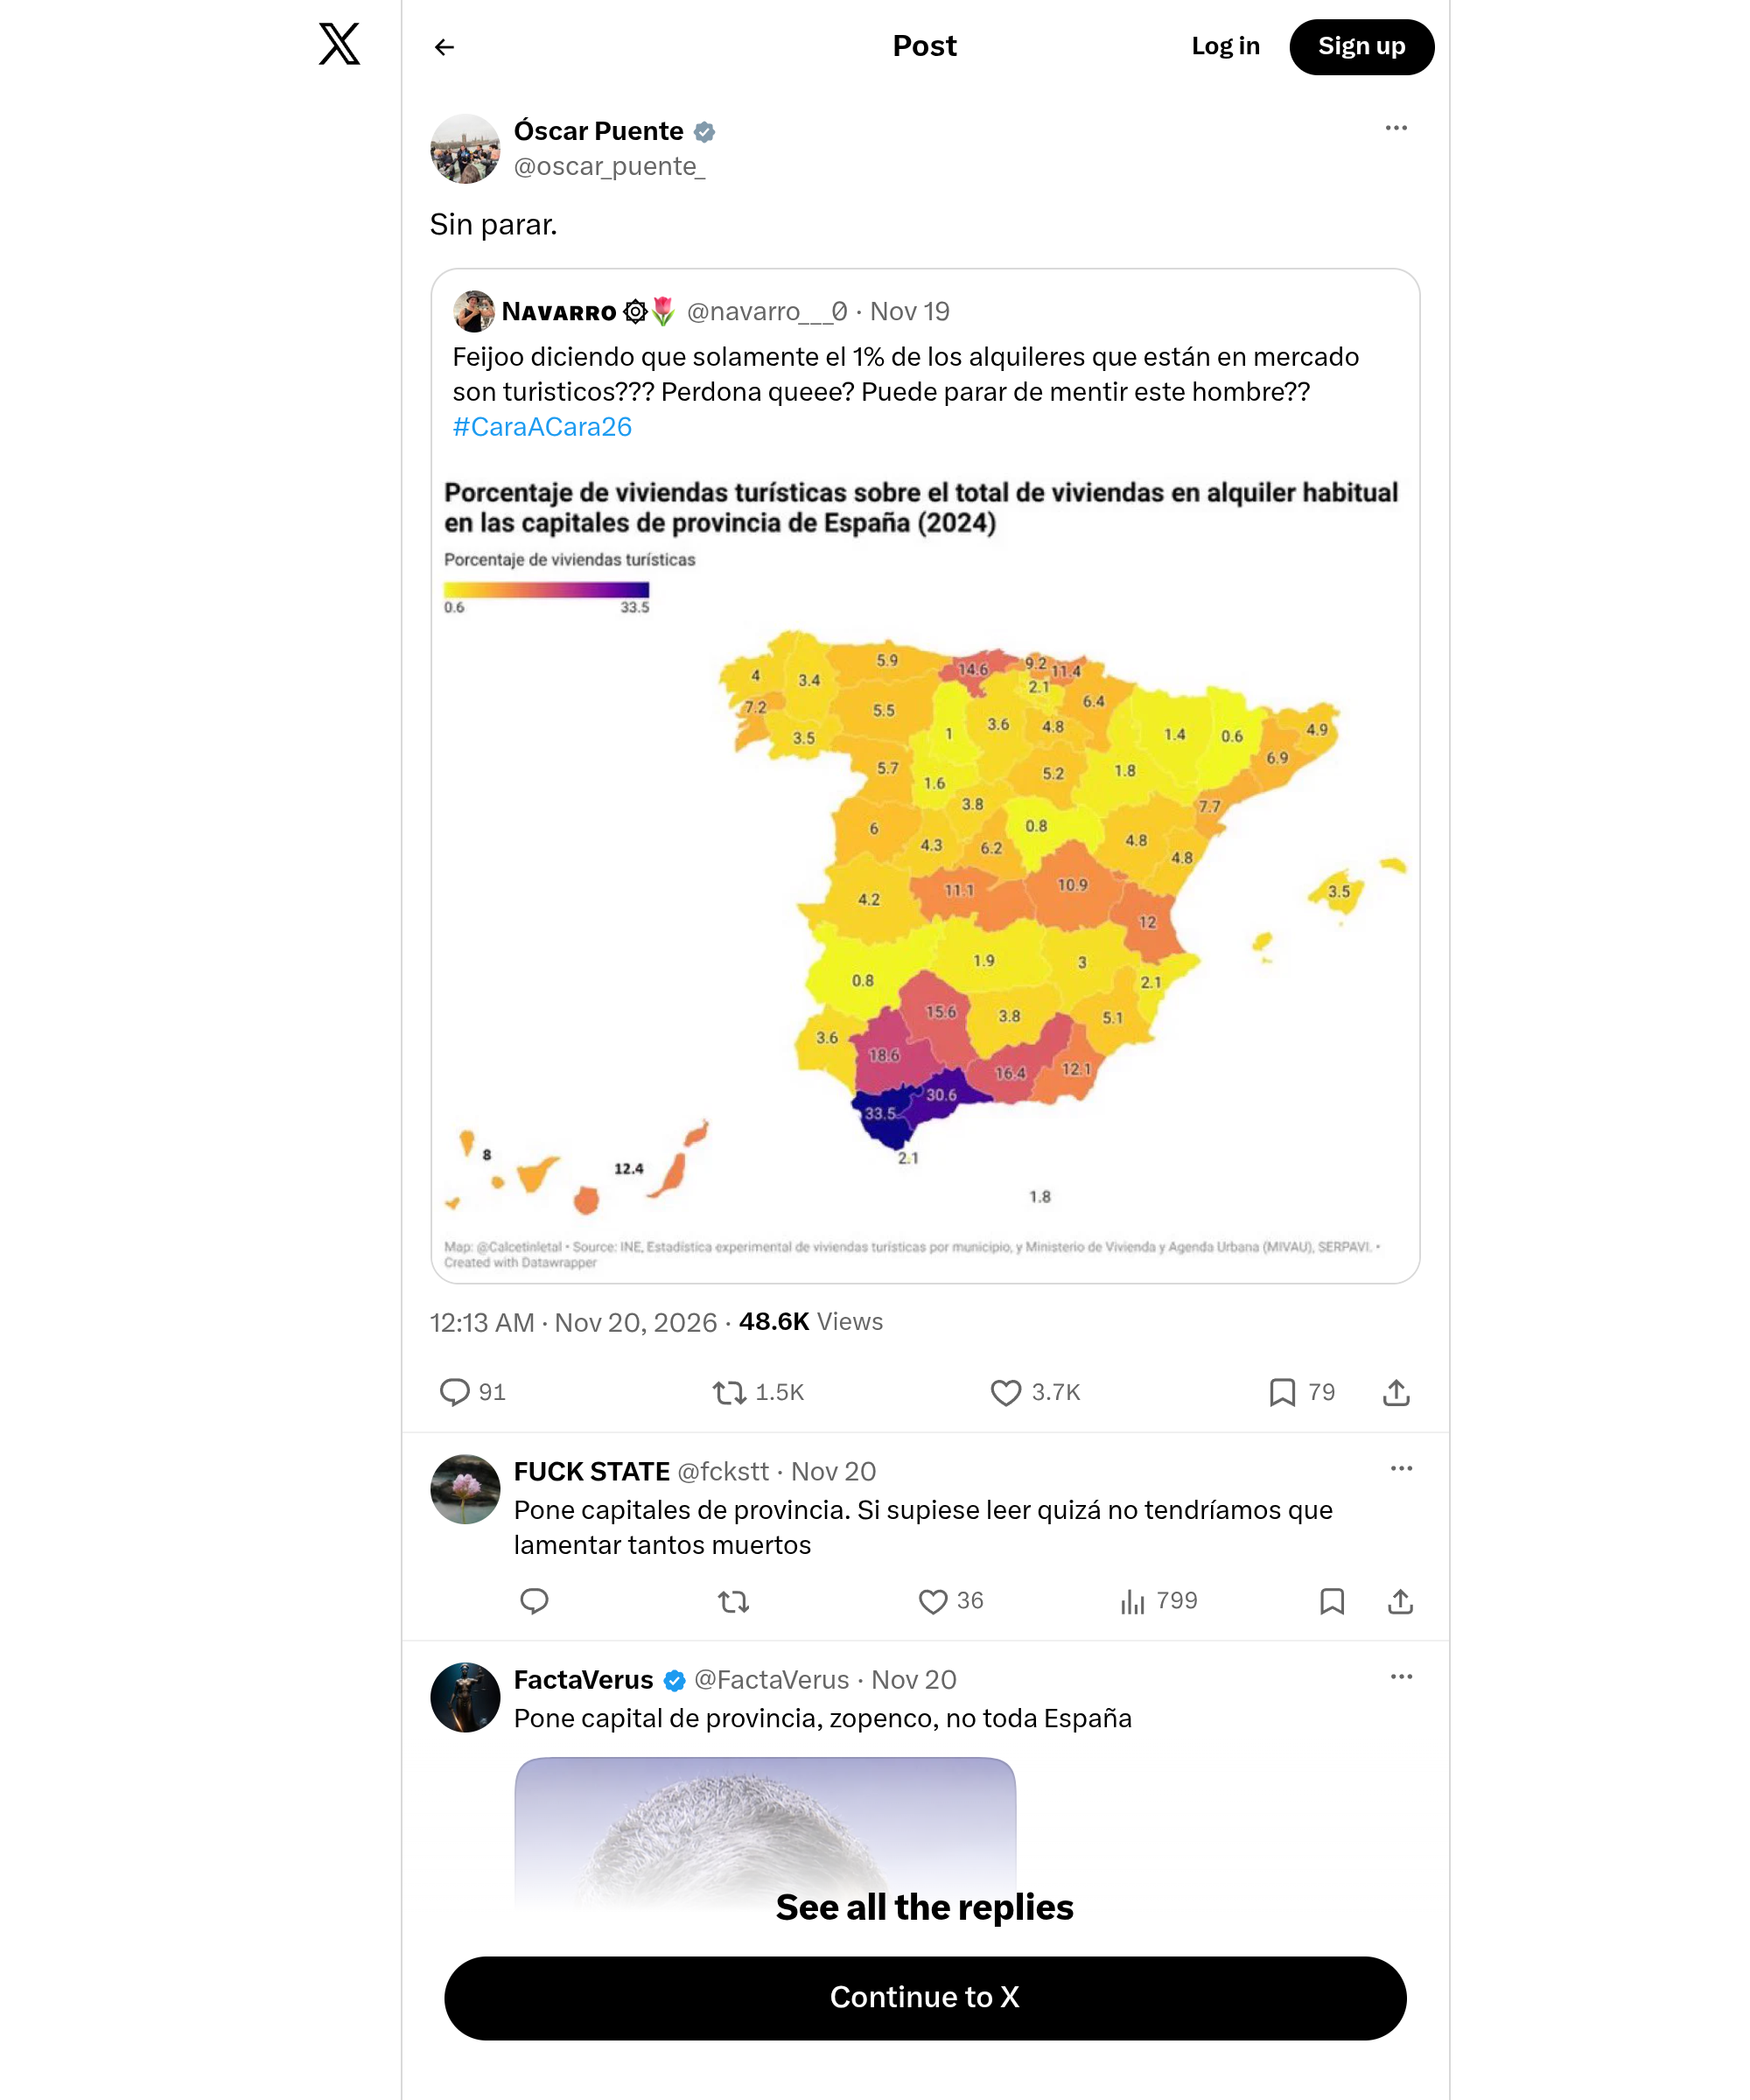 Post
Log in
Sign up
Óscar Puente
@oscar_puente_
Sin parar.
NAVARRO @navarro___0 · Nov 19
Feijoo diciendo que solamente el 1% de los alquileres que están en mercado
son turisticos??? Perdona queee? Puede parar de mentir este hombre??
#CaraACara26
Porcentaje de viviendas turísticas sobre el total de viviendas en alquiler habitual
en las capitales de provincia de España (2024)
Porcentaje de viviendas turísticas
0.6 33.5
4
3.4
5.9
14.6
9.2
11.4
2.1
7.2
3.5
5.5
1
3.6
4.8
6.4
1.4
0.6
4.9
6.9
5.7
1.6
5.2
1.8
3.8
7.7
6
4.3
6.2
0.8
4.8
4.8
4.2
11.1
10.9
12
3.5
0.8
1.9
3
2.1
3.6
15.6
3.8
5.1
18.6
16.4
12.1
33.5
30.6
2.1
8
12.4
1.8
Map: @Calcetinletal • Source: INE, Estadística experimental de viviendas turísticas por municipio, y Ministerio de Vivienda y Agenda Urbana (MIVAU), SERPAVI. •
Created with Datawrapper
12:13 AM · Nov 20, 2026 · 48.6K Views
91 1.5K 3.7K 79
FUCK STATE @fckstt · Nov 20
Pone capitales de provincia. Si supiese leer quizá no tendríamos que
lamentar tantos muertos
36 799
FactaVerus @FactaVerus · Nov 20
Pone capital de provincia, zopenco, no toda España
See all the replies
Continue to X